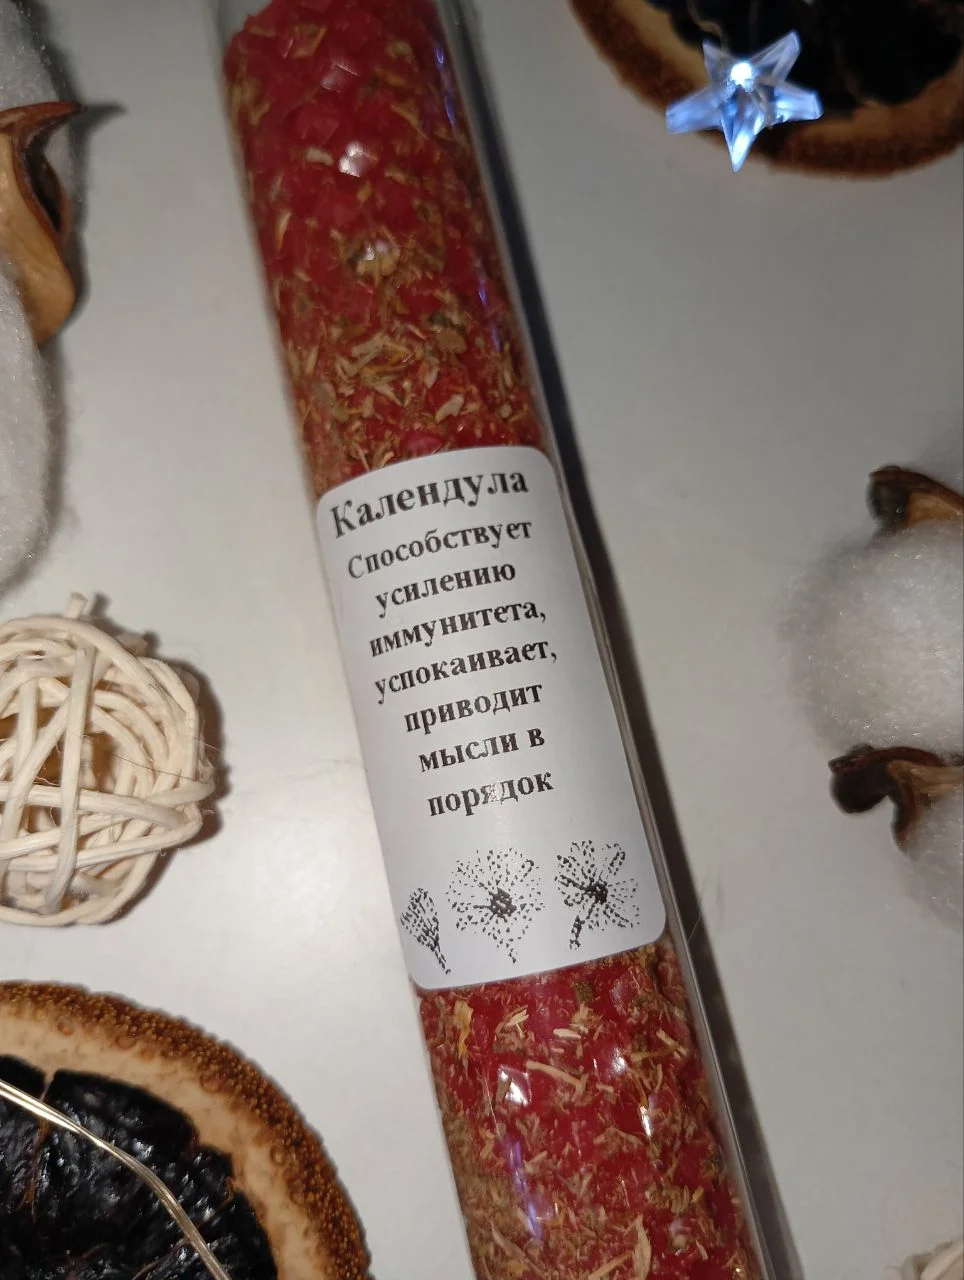 Календула
Способствует
усилению
иммунитета,
успокаивает,
приводит
мысли в
порядок